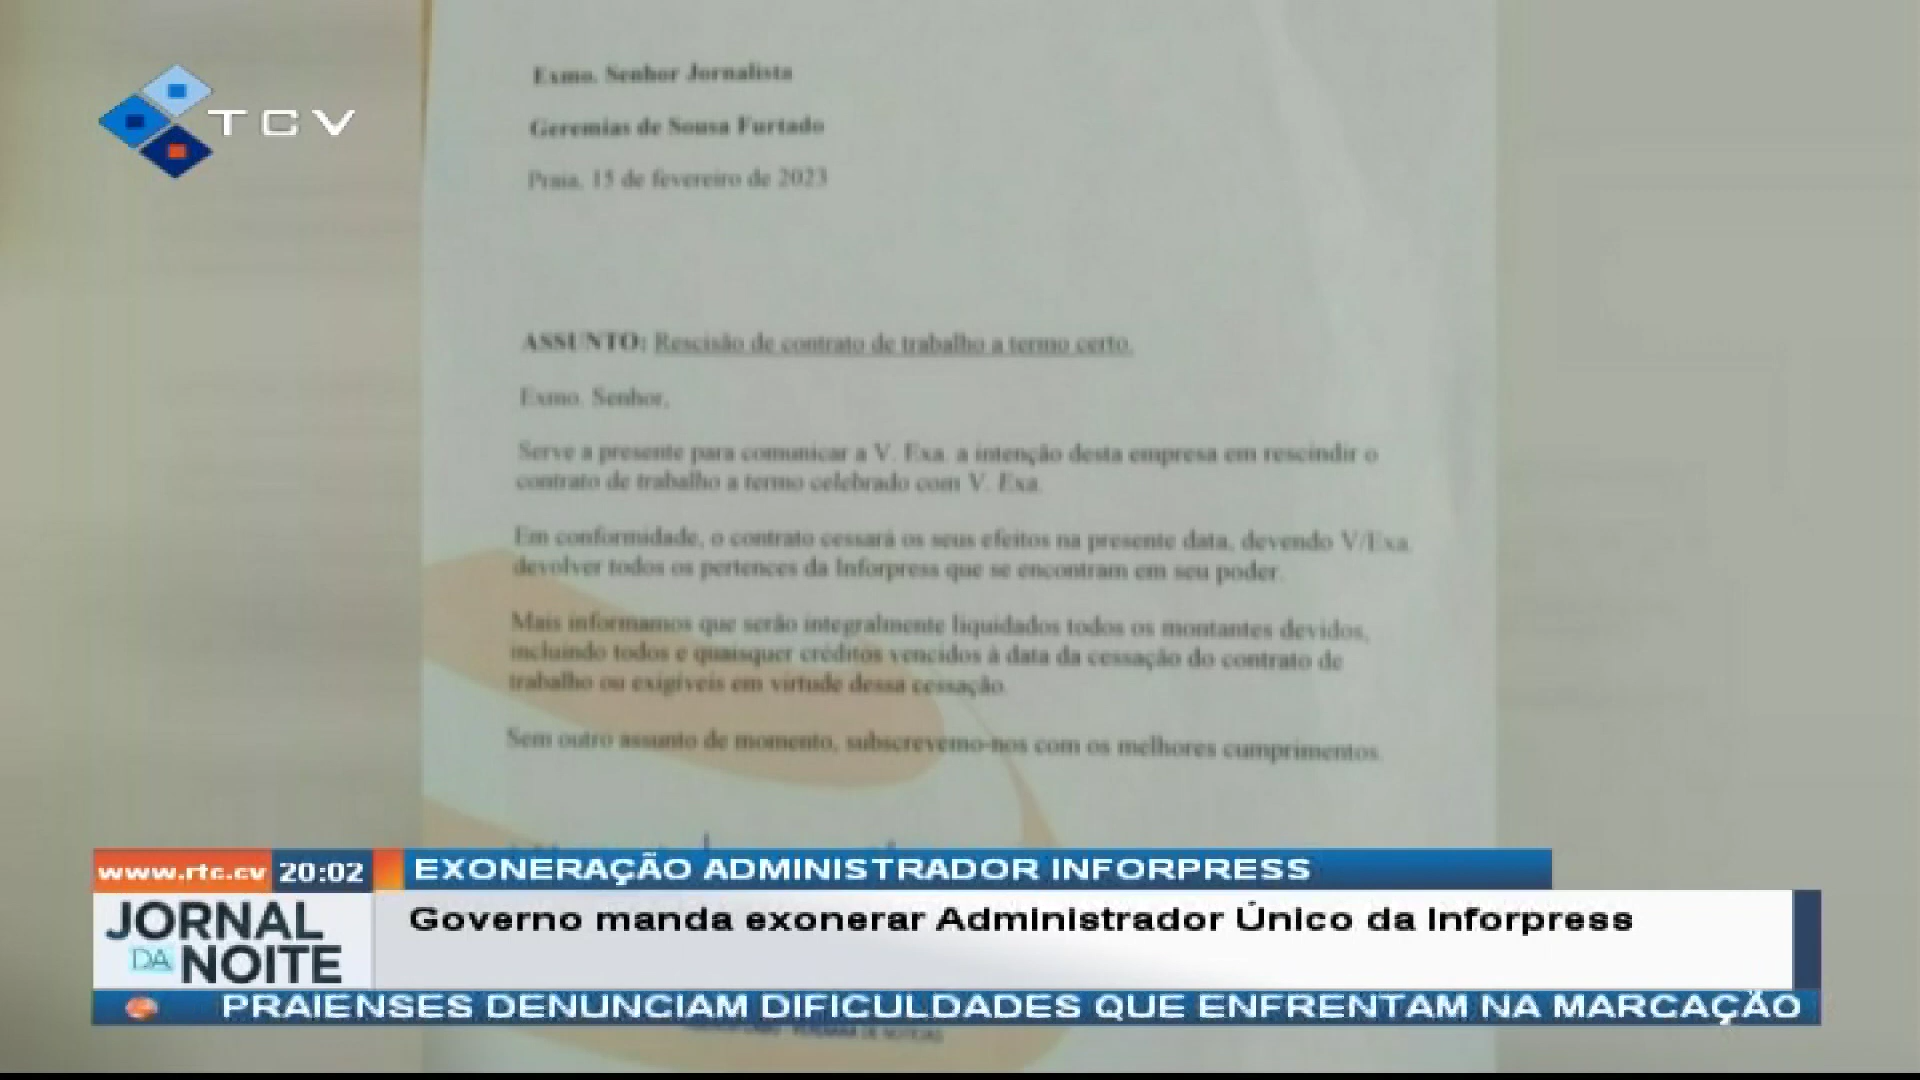 TCV
Exmo. Senhor Jornalista
Geremias de Sousa Furtado
Praia, 15 de fevereiro de 2023
ASSUNTO: Rescisão de contrato de trabalho a termo certo.
Exmo. Senhor,
Serve a presente para comunicar a V. Exa. a intenção desta empresa em rescindir o
contrato de trabalho a termo celebrado com V. Exa.
Em conformidade, o contrato cessará os seus efeitos na presente data, devendo V/Exa.
devolver todos os pertences da Inforpress que se encontram em seu poder.
Mais informamos que serão integralmente liquidados todos os montantes devidos,
incluindo todos e quaisquer créditos vencidos à data da cessação do contrato de
trabalho ou exigíveis em virtude dessa cessação.
Sem outro assunto de momento, subscrevemo-nos com os melhores cumprimentos.
www.rtc.cv 20:02 EXONERAÇÃO ADMINISTRADOR INFORPRESS
JORNAL DA NOITE
Governo manda exonerar Administrador Único da Inforpress
PRAIENSES DENUNCIAM DIFICULDADES QUE ENFRENTAM NA MARCAÇÃO
DE NOTÍCIAS